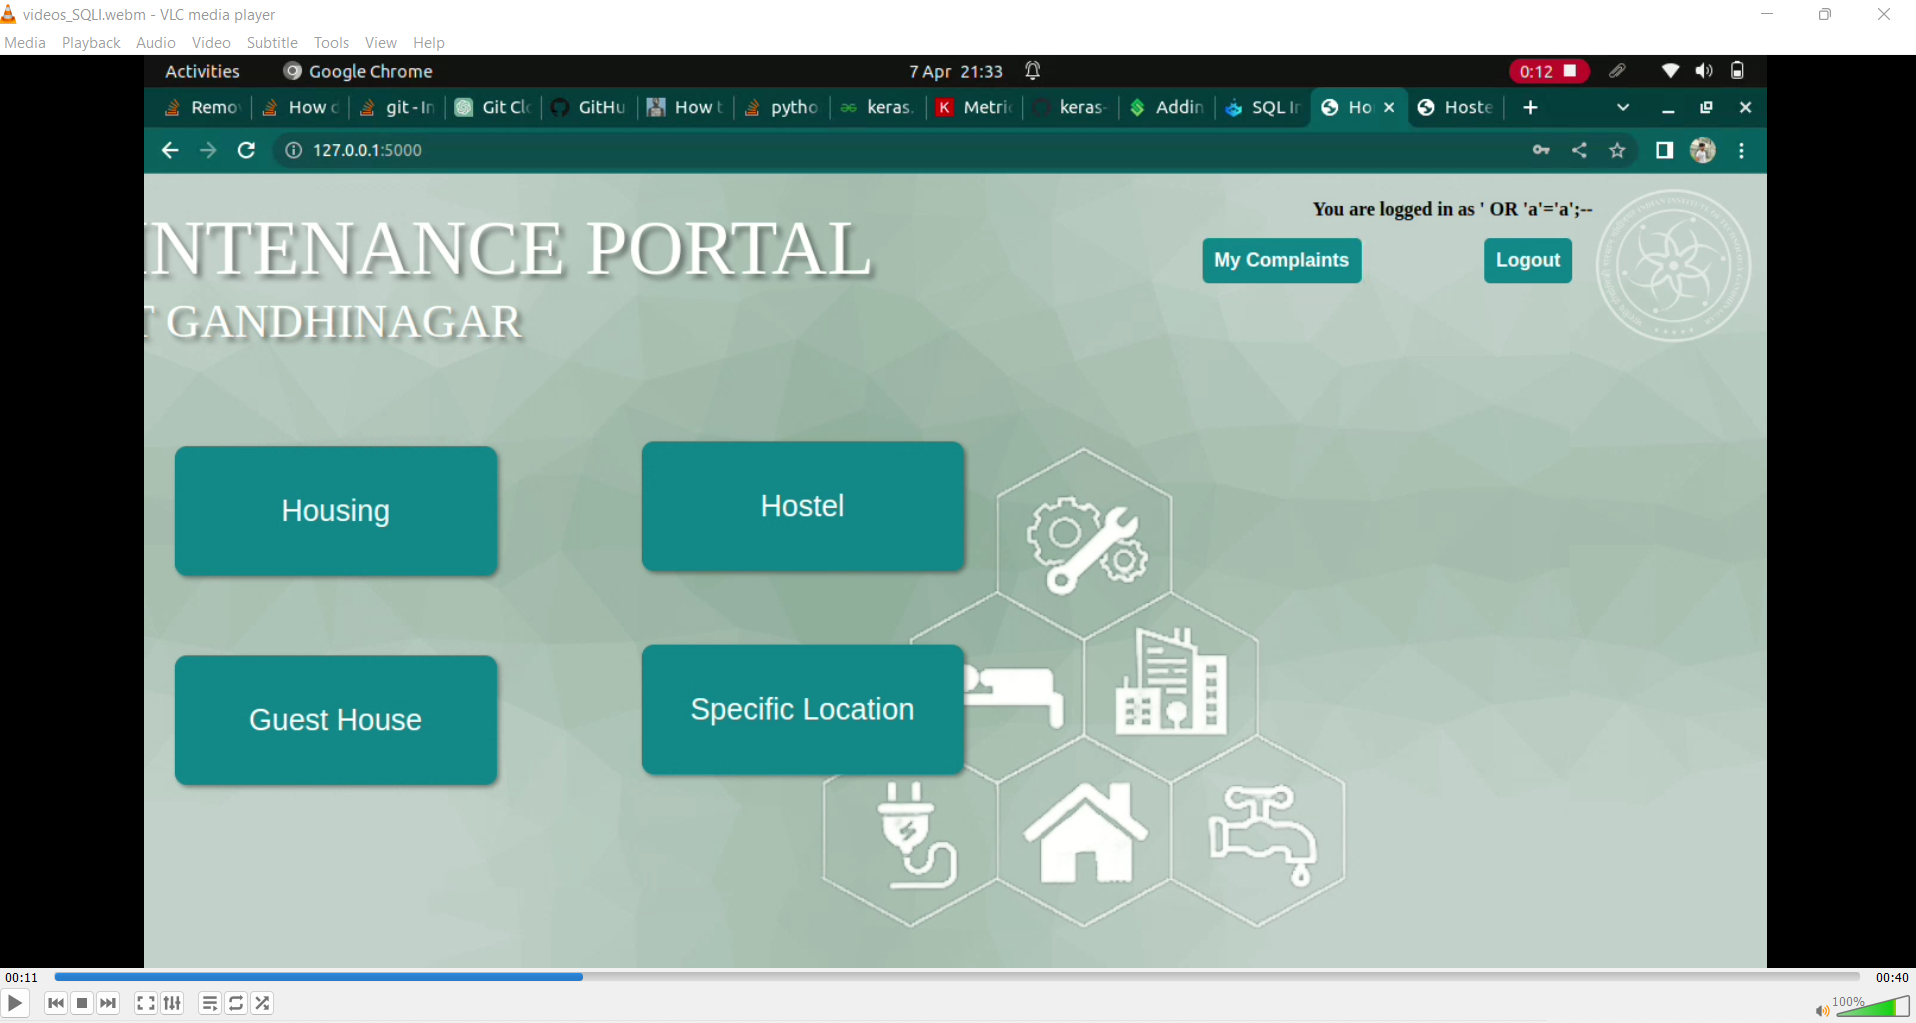 videos_SQLI.webm - VLC media player
Media Playback Audio Video Subtitle Tools View Help
Activities Google Chrome 7 Apr 21:33 0:12
Remo How git - In Git Cl GitHu How t pytho keras. Metri keras- Addin SQL Ho Hoste
127.0.0.1:5000
You are logged in as ' OR 'a'='a';--
INTENANCE PORTAL
My Complaints Logout
GANDHINAGAR
Housing
Hostel
Guest House
Specific Location
00:11 00:40
100%